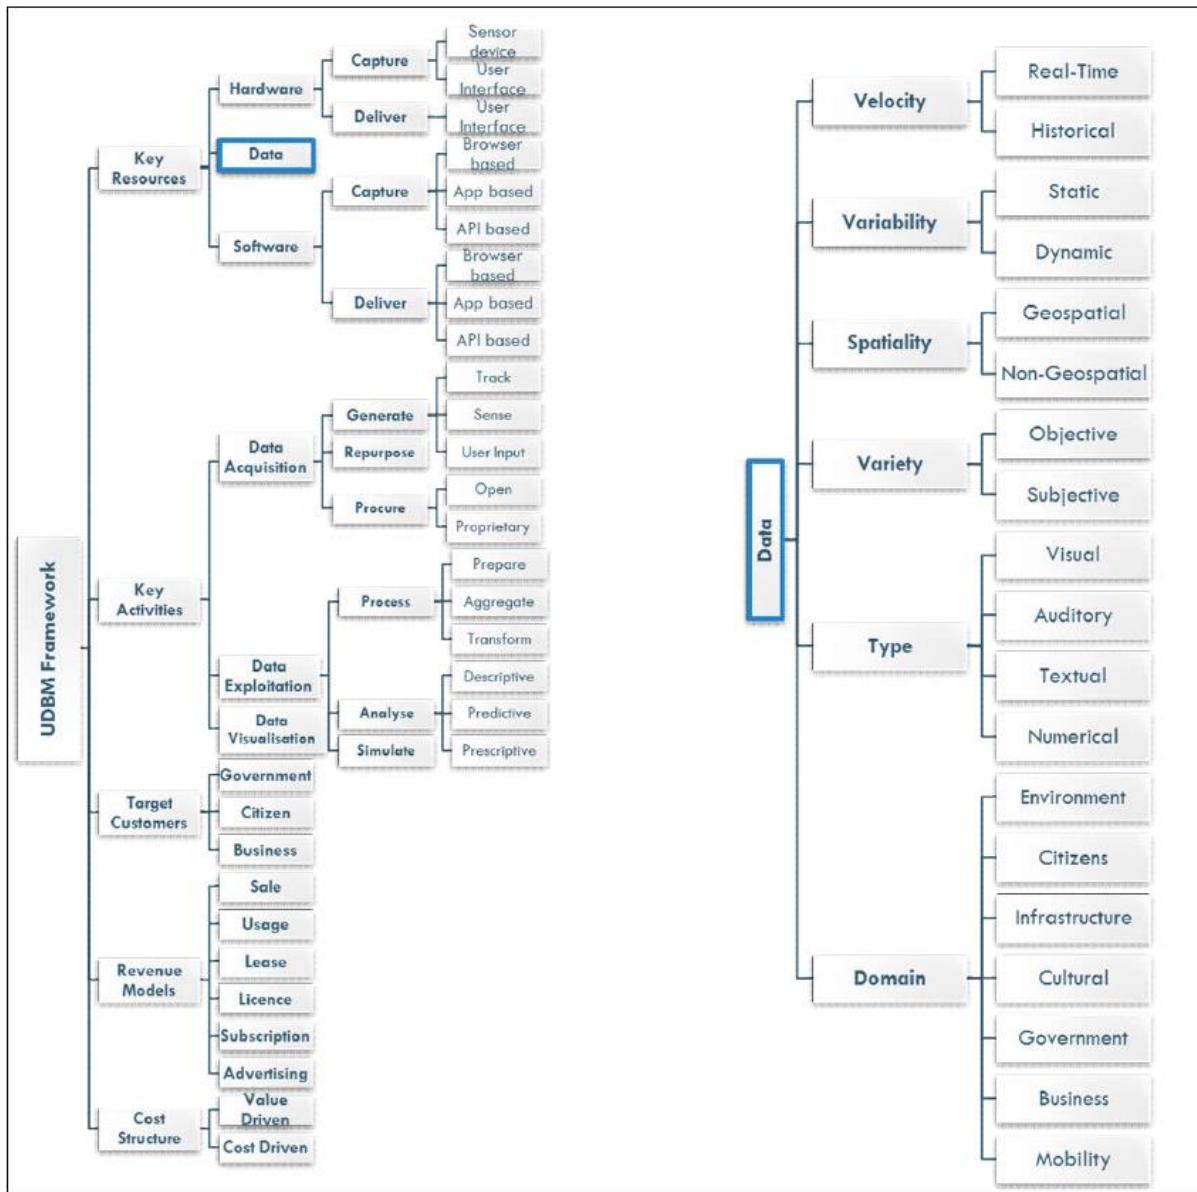 UDBM Framework
Key
Resources
Hardware
Capture
Sensor
device
User
Interface
Deliver
User
Interface
Data
Software
Capture
Browser
based
App based
API based
Deliver
Browser
based
App based
API based
Key
Activities
Data
Acquisition
Generate
Track
Sense
User Input
Repurpose
Procure
Open
Proprietary
Data
Exploitation
Process
Prepare
Aggregate
Transform
Analyse
Descriptive
Predictive
Prescriptive
Simulate
Data
Visualisation
Target
Customers
Government
Citizen
Business
Revenue
Models
Sale
Usage
Lease
Licence
Subscription
Advertising
Cost
Structure
Value
Driven
Cost Driven
Data
Velocity
Real-Time
Historical
Variability
Static
Dynamic
Spatiality
Geospatial
Non-Geospatial
Variety
Objective
Subjective
Type
Visual
Auditory
Textual
Numerical
Domain
Environment
Citizens
Infrastructure
Cultural
Government
Business
Mobility